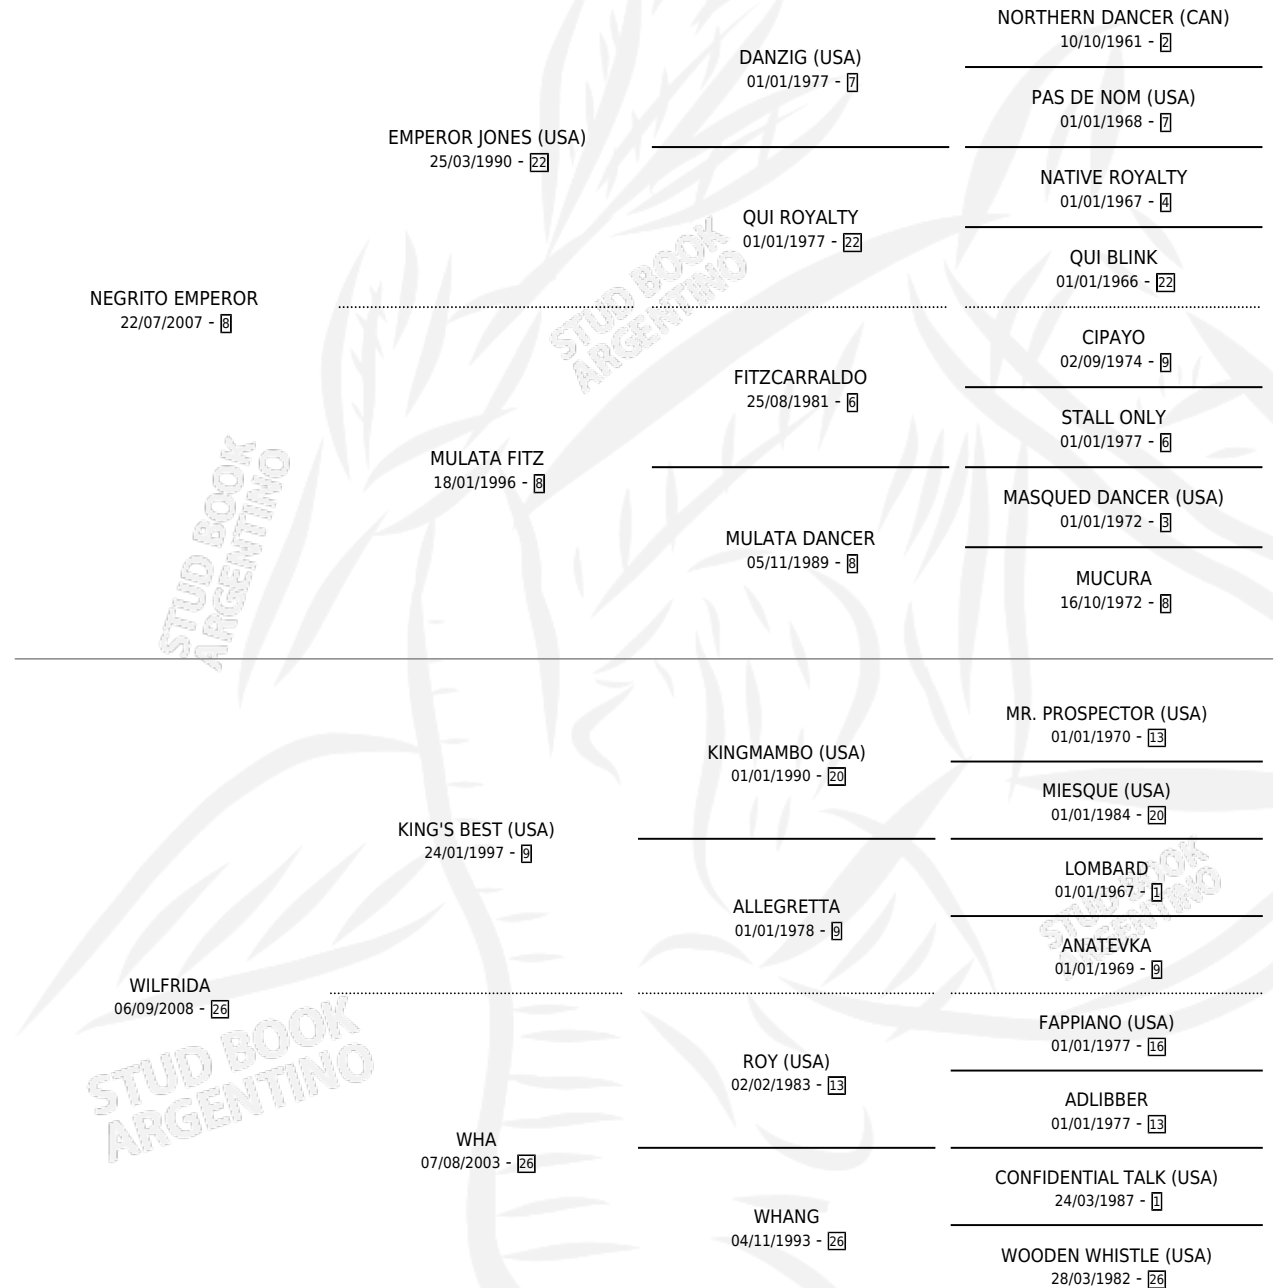 NORTHERN DANCER (CAN)
10/10/1961 - 2
DANZIG (USA)
01/01/1977 - 7
PAS DE NOM (USA)
01/01/1968 - 7
EMPEROR JONES (USA)
25/03/1990 - 22
NATIVE ROYALTY
01/01/1967 - 4
QUI ROYALTY
01/01/1977 - 22
QUI BLINK
01/01/1966 - 22
NEGRITO EMPEROR
22/07/2007 - 8
CIPAYO
02/09/1974 - 9
FITZCARRALDO
25/08/1981 - 6
STALL ONLY
01/01/1977 - 6
MULATA FITZ
18/01/1996 - 8
MASQUED DANCER (USA)
01/01/1972 - 3
MULATA DANCER
05/11/1989 - 8
MUCURA
16/10/1972 - 8
STUD BOOK
ARGENTINO
STUD BOOK
ARGENTINO
MR. PROSPECTOR (USA)
01/01/1970 - 13
KINGMAMBO (USA)
01/01/1990 - 20
MIESQUE (USA)
01/01/1984 - 20
KING'S BEST (USA)
24/01/1997 - 9
LOMBARD
01/01/1967 - 1
ALLEGRETTA
01/01/1978 - 9
ANATEVKA
01/01/1969 - 9
WILFRIDA
06/09/2008 - 26
FAPPIANO (USA)
01/01/1977 - 16
ROY (USA)
02/02/1983 - 13
ADLIBBER
01/01/1977 - 13
WHA
07/08/2003 - 26
CONFIDENTIAL TALK (USA)
24/03/1987 - 1
WHANG
04/11/1993 - 26
WOODEN WHISTLE (USA)
28/03/1982 - 26
STUD BOOK
ARGENTINO
STUD BOOK
ARGENTINO